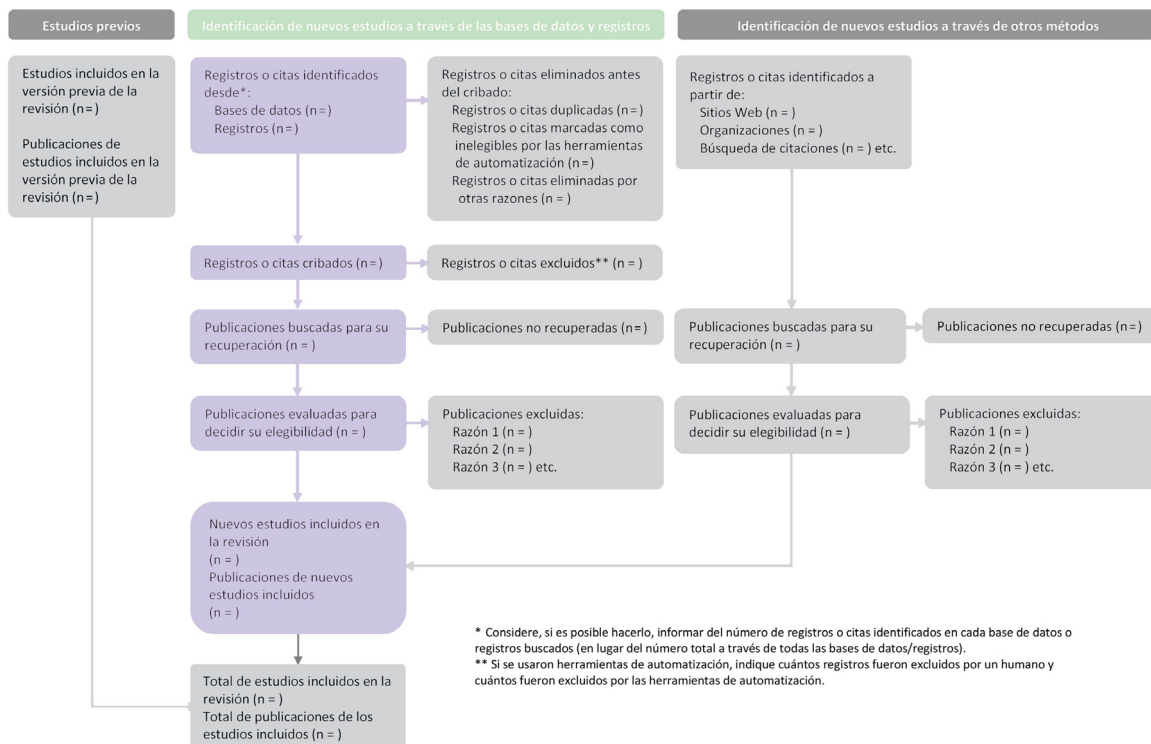 Estudios previos
Identificación de nuevos estudios a través de las bases de datos y registros
Identificación de nuevos estudios a través de otros métodos
Estudios incluidos en la
versión previa de la
revisión (n = )
Publicaciones de
estudios incluidos en la
versión previa de la
revisión (n = )
Registros o citas identificados
desde*:
Bases de datos (n = )
Registros (n = )
Registros o citas eliminados antes
del cribado:
Registros o citas duplicadas (n = )
Registros o citas marcadas como
inelegibles por las herramientas
de automatización (n = )
Registros o citas eliminadas por
otras razones (n = )
Registros o citas identificados a
partir de:
Sitios Web (n = )
Organizaciones (n = )
Búsqueda de citaciones (n = ) etc.
Registros o citas cribados (n = )
Registros o citas excluidos** (n = )
Publicaciones buscadas para su
recuperación (n = )
Publicaciones no recuperadas (n = )
Publicaciones buscadas para su
recuperación (n = )
Publicaciones no recuperadas (n = )
Publicaciones evaluadas para
decidir su elegibilidad (n = )
Publicaciones excluidas:
Razón 1 (n = )
Razón 2 (n = )
Razón 3 (n = ) etc.
Publicaciones evaluadas para
decidir su elegibilidad (n = )
Publicaciones excluidas:
Razón 1 (n = )
Razón 2 (n = )
Razón 3 (n = ) etc.
Nuevos estudios incluidos en
la revisión
(n = )
Publicaciones de nuevos
estudios incluidos
(n = )
Total de estudios incluidos en la
revisión (n = )
Total de publicaciones de los
estudios incluidos (n = )
* Considere, si es posible hacerlo, informar del número de registros o citas identificados en cada base de datos o
registros buscados (en lugar del número total a través de todas las bases de datos/registros).
** Si se usaron herramientas de automatización, indique cuántos registros fueron excluidos por un humano y
cuántos fueron excluidos por las herramientas de automatización.